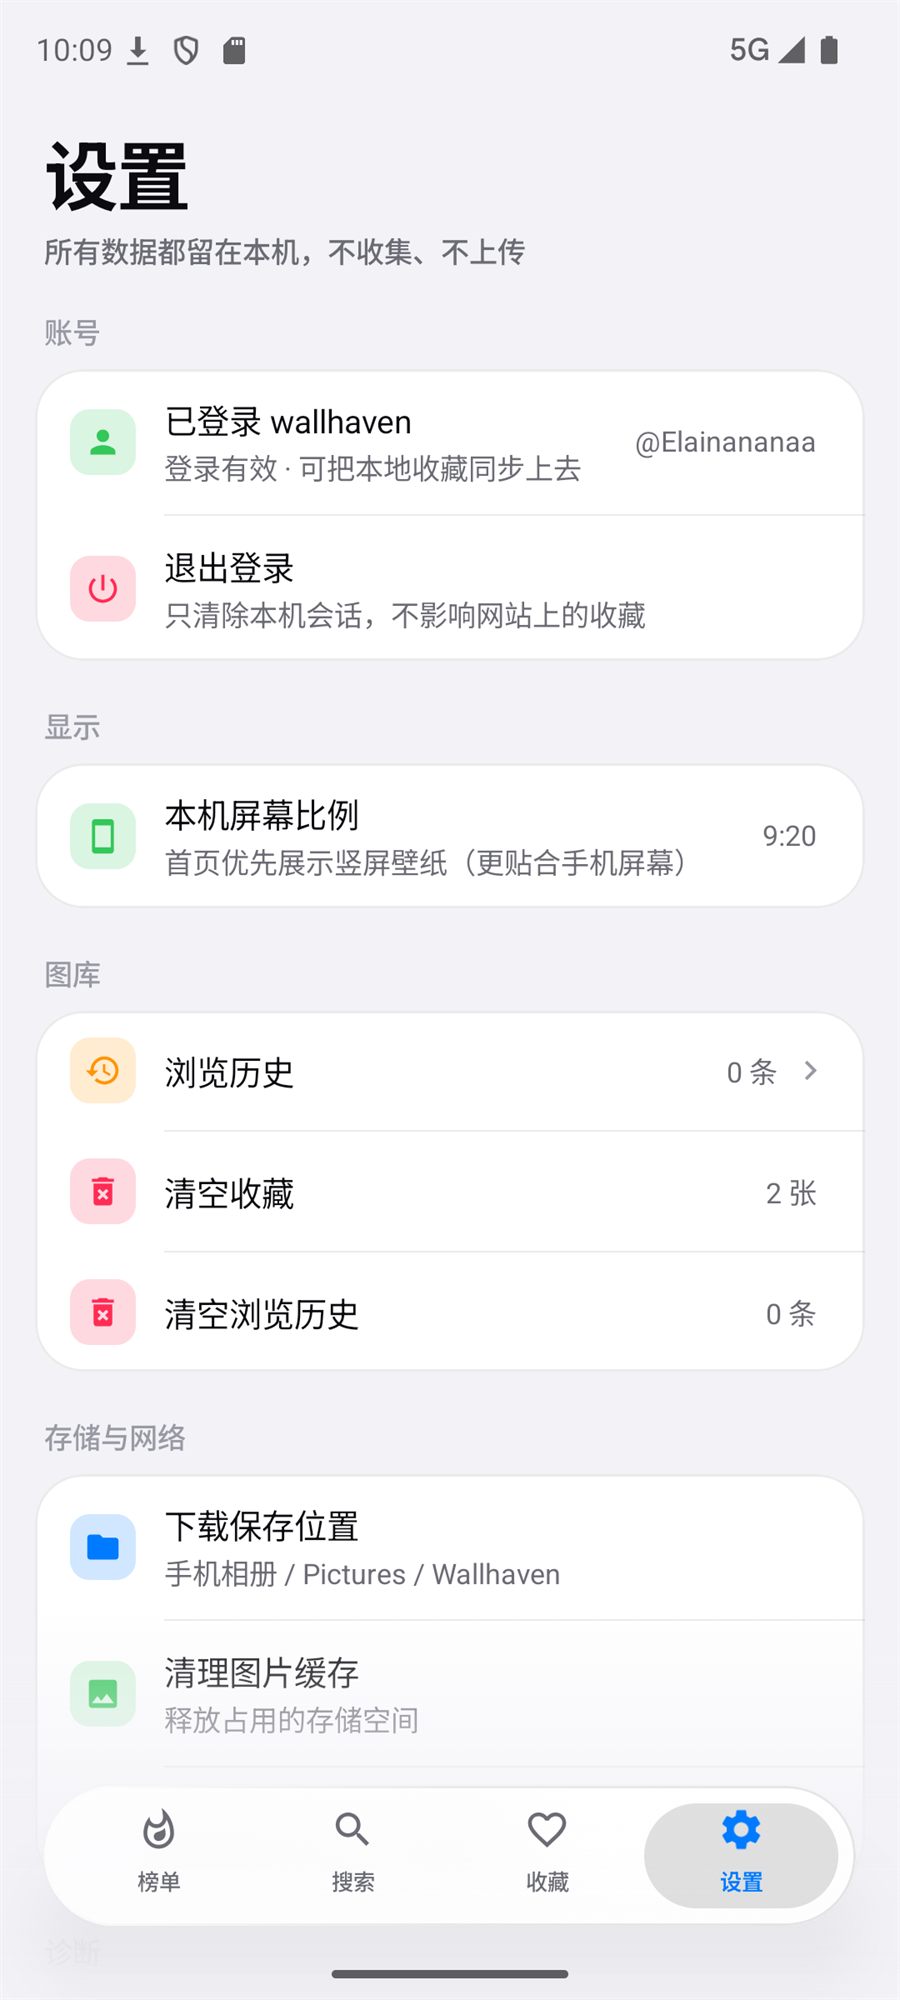 10:09
5G
设置
所有数据都留在本机，不收集、不上传
账号
已登录 wallhaven
登录有效 · 可把本地收藏同步上去
@Elainananaa
退出登录
只清除本机会话，不影响网站上的收藏
显示
本机屏幕比例
首页优先展示竖屏壁纸（更贴合手机屏幕）
9:20
图库
浏览历史
0 条
清空收藏
2 张
清空浏览历史
0 条
存储与网络
下载保存位置
手机相册 / Pictures / Wallhaven
清理图片缓存
释放占用的存储空间
榜单
搜索
收藏
设置
诊断